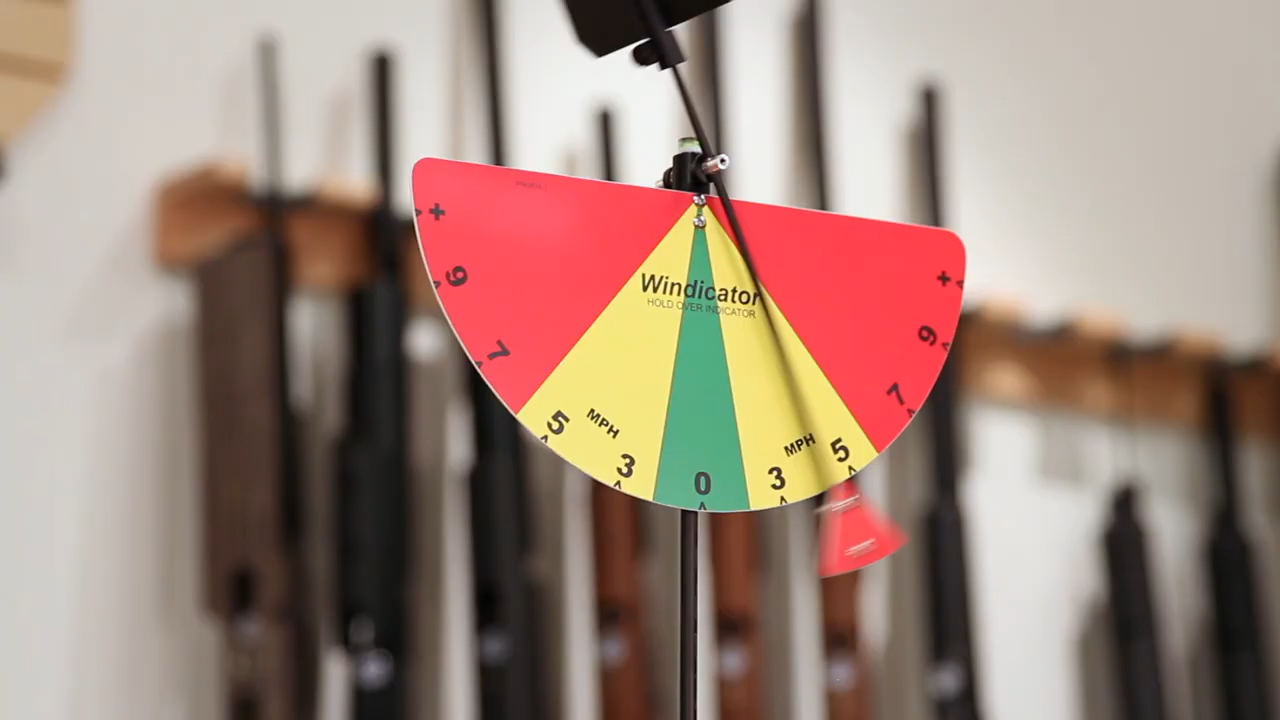 + +
9 9
7 7
Windicator
HOLD OVER INDICATOR
5 MPH MPH 5
3 0 3